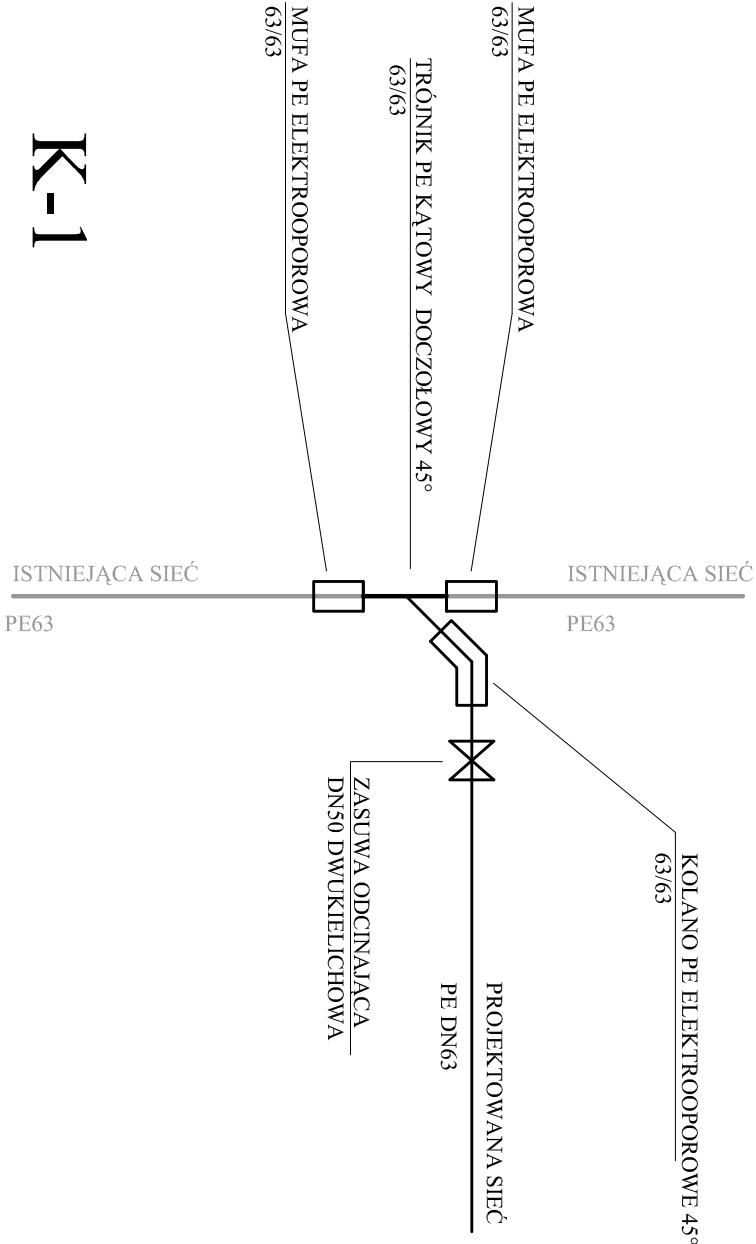 MUFA PE ELEKTROOPOROWA
63/63
TRÓJNIK PE KĄTOWY DOCZOŁOWY 45°
63/63
MUFA PE ELEKTROOPOROWA
63/63
K-1
ISTNIEJĄCA SIEĆ
PE63
ISTNIEJĄCA SIEĆ
PE63
KOLANO PE ELEKTROOPOROWE 45°
63/63
ZASUWA ODCINAJĄCA
DN50 DWUKIELICHOWA
PROJEKTOWANA SIEĆ
PE DN63